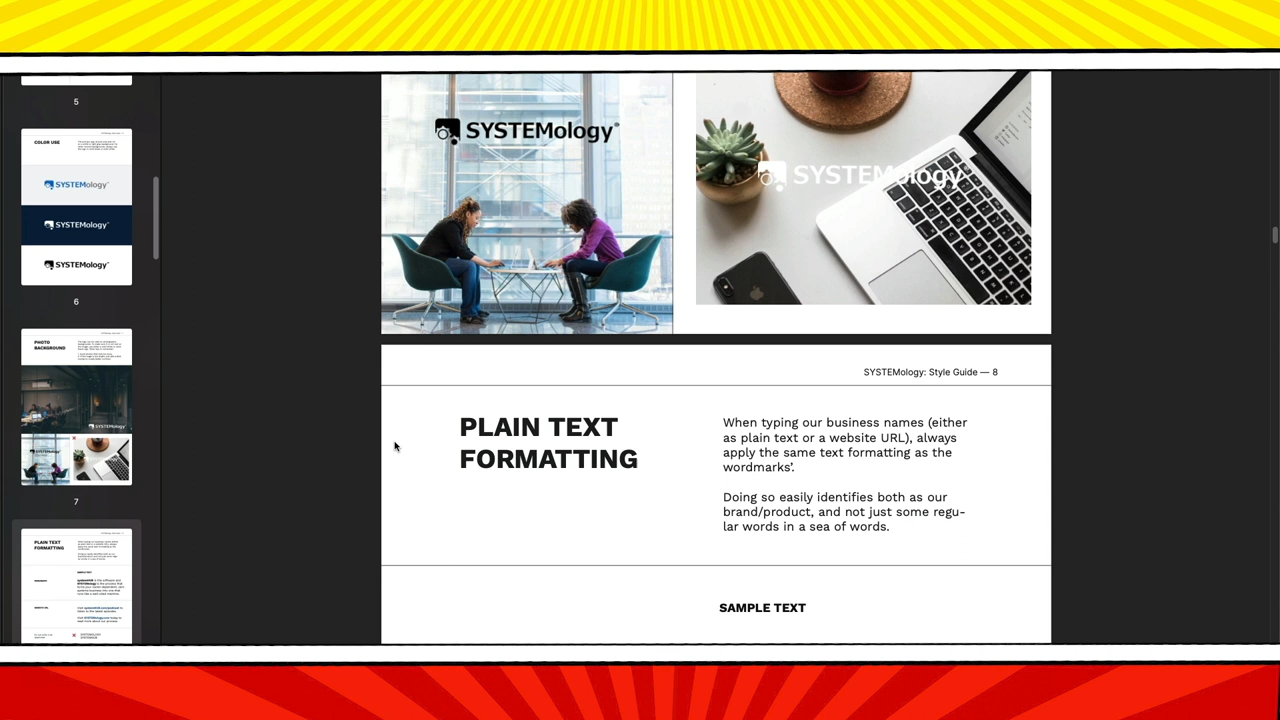 5
COLOR USE
SYSTEMology
SYSTEMology
SYSTEMology
6
PHOTO
BACKGROUND
SYSTEMology
7
PLAIN TEXT
FORMATTING
SAMPLE TEXT
SYSTEMology®
SYSTEMology
SYSTEMology: Style Guide — 8
PLAIN TEXT
FORMATTING
When typing our business names (either
as plain text or a website URL), always
apply the same text formatting as the
wordmarks'.
Doing so easily identifies both as our
brand/product, and not just some regu-
lar words in a sea of words.
SAMPLE TEXT